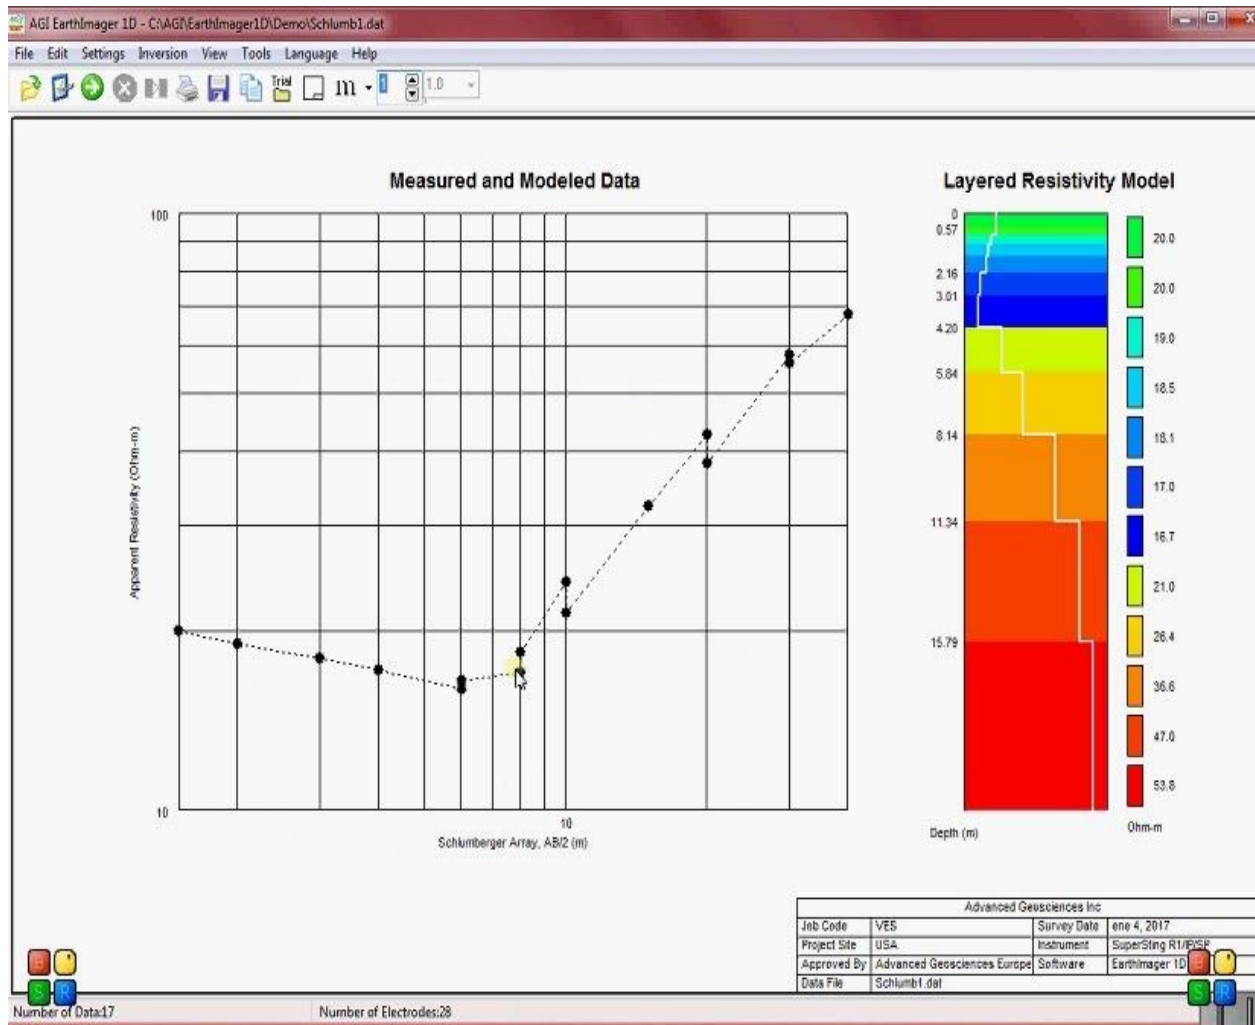 AGI EarthImager 1D - C:\AGI\EarthImager1D\Demo\Schlumb1.dat
File Edit Settings Inversion View Tools Language Help
Trial m 1 1.0
Measured and Modeled Data
100
10
Apparent Resistivity (Ohm-m)
10
Schlumberger Array, AB/2 (m)
Layered Resistivity Model
0
0.57
2.16
3.01
4.20
5.84
8.14
11.34
15.79
Depth (m)
20.0
20.0
19.0
18.5
18.1
17.0
16.7
21.0
26.4
36.6
47.0
53.8
Ohm-m
Advanced Geosciences Inc
Job Code VES Survey Date ene 4, 2017
Project Site USA Instrument SuperSting R1/IP/SP
Approved By Advanced Geosciences Europe Software EarthImager 1D
Data File Schlumb1.dat
S R
S R
Number of Data:17 Number of Electrodes:28